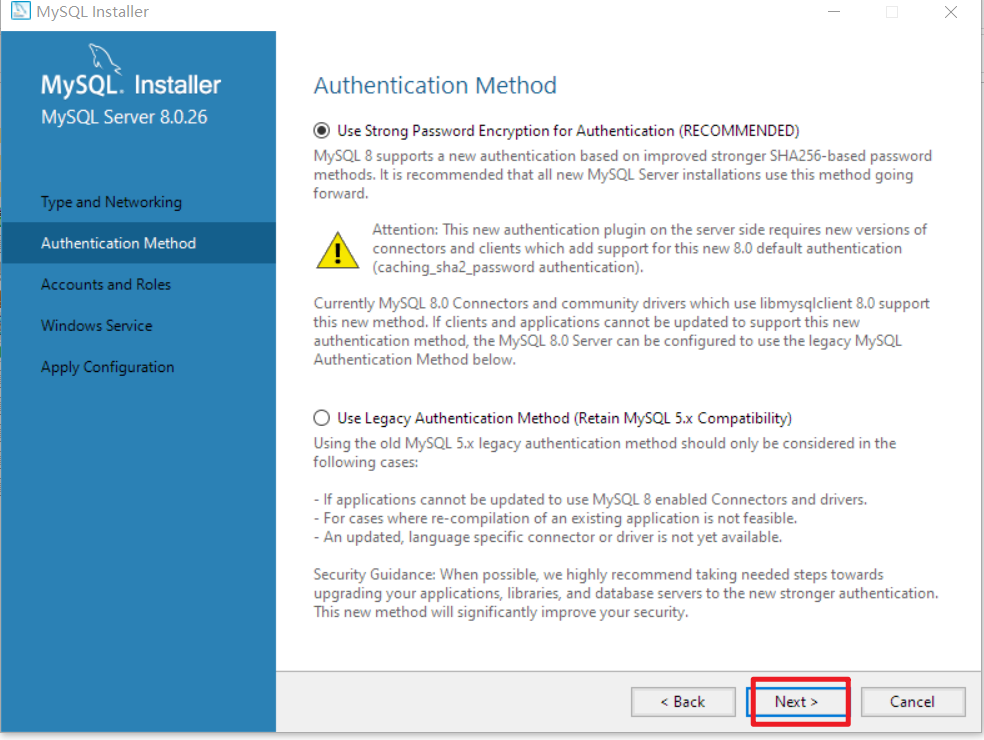 MySQL Installer
MySQL. Installer
MySQL Server 8.0.26
Type and Networking
Authentication Method
Accounts and Roles
Windows Service
Apply Configuration
Authentication Method
Use Strong Password Encryption for Authentication (RECOMMENDED)
MySQL 8 supports a new authentication based on improved stronger SHA256-based password
methods. It is recommended that all new MySQL Server installations use this method going
forward.
Attention: This new authentication plugin on the server side requires new versions of
connectors and clients which add support for this new 8.0 default authentication
(caching_sha2_password authentication).
Currently MySQL 8.0 Connectors and community drivers which use libmysqlclient 8.0 support
this new method. If clients and applications cannot be updated to support this new
authentication method, the MySQL 8.0 Server can be configured to use the legacy MySQL
Authentication Method below.
Use Legacy Authentication Method (Retain MySQL 5.x Compatibility)
Using the old MySQL 5.x legacy authentication method should only be considered in the
following cases:
- If applications cannot be updated to use MySQL 8 enabled Connectors and drivers.
- For cases where re-compilation of an existing application is not feasible.
- An updated, language specific connector or driver is not yet available.
Security Guidance: When possible, we highly recommend taking needed steps towards
upgrading your applications, libraries, and database servers to the new stronger authentication.
This new method will significantly improve your security.
< Back
Next >
Cancel